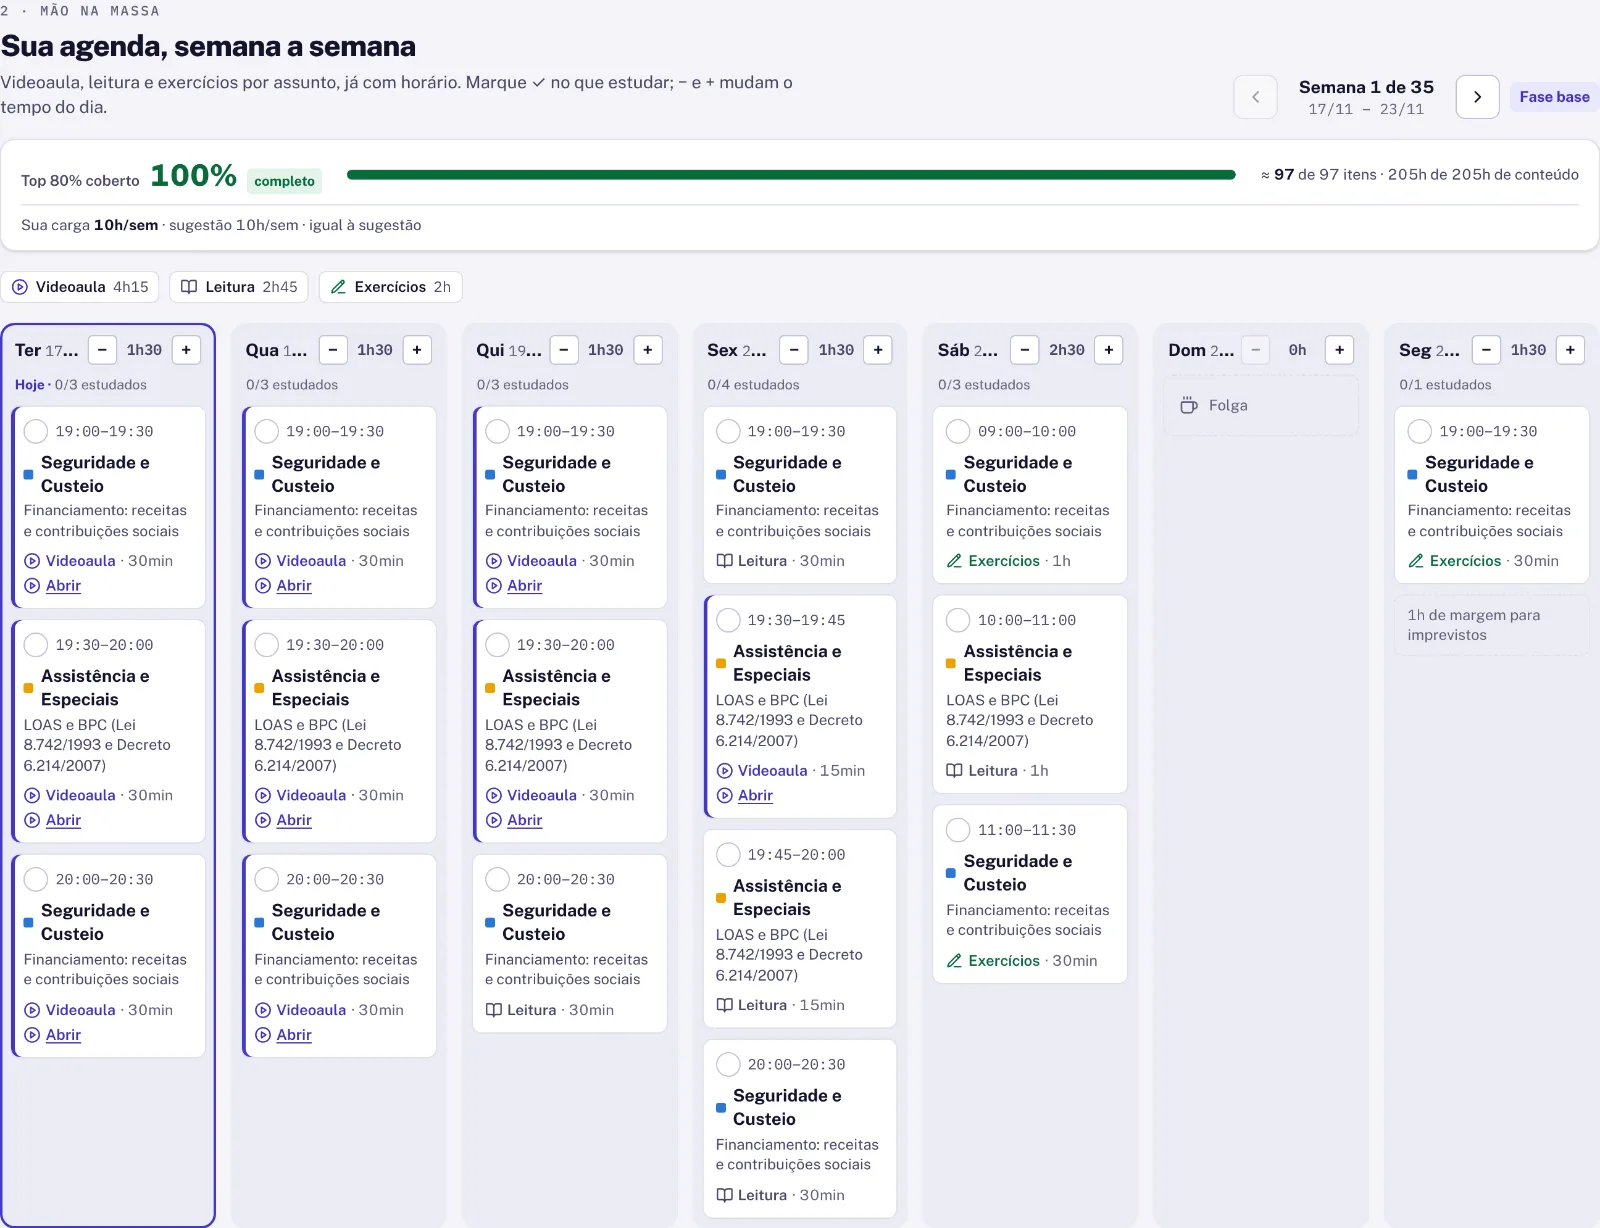 2 · MÃO NA MASSA
Sua agenda, semana a semana
Videoaula, leitura e exercícios por assunto, já com horário. Marque ✓ no que estudar; − e + mudam o
tempo do dia.
Semana 1 de 35
17/11 – 23/11
Fase base
Top 80% coberto 100% completo
≈ 97 de 97 itens · 205h de 205h de conteúdo
Sua carga 10h/sem · sugestão 10h/sem · igual à sugestão
Videoaula 4h15
Leitura 2h45
Exercícios 2h
Ter 17... − 1h30 +
Hoje · 0/3 estudados
19:00–19:30
Seguridade e
Custeio
Financiamento: receitas
e contribuições sociais
Videoaula · 30min
Abrir
19:30–20:00
Assistência e
Especiais
LOAS e BPC (Lei
8.742/1993 e Decreto
6.214/2007)
Videoaula · 30min
Abrir
20:00–20:30
Seguridade e
Custeio
Financiamento: receitas
e contribuições sociais
Videoaula · 30min
Abrir
Qua 1... − 1h30 +
0/3 estudados
19:00–19:30
Seguridade e
Custeio
Financiamento: receitas
e contribuições sociais
Videoaula · 30min
Abrir
19:30–20:00
Assistência e
Especiais
LOAS e BPC (Lei
8.742/1993 e Decreto
6.214/2007)
Videoaula · 30min
Abrir
20:00–20:30
Seguridade e
Custeio
Financiamento: receitas
e contribuições sociais
Videoaula · 30min
Abrir
Qui 19... − 1h30 +
0/3 estudados
19:00–19:30
Seguridade e
Custeio
Financiamento: receitas
e contribuições sociais
Videoaula · 30min
Abrir
19:30–20:00
Assistência e
Especiais
LOAS e BPC (Lei
8.742/1993 e Decreto
6.214/2007)
Videoaula · 30min
Abrir
20:00–20:30
Seguridade e
Custeio
Financiamento: receitas
e contribuições sociais
Leitura · 30min
Sex 2... − 1h30 +
0/4 estudados
19:00–19:30
Seguridade e
Custeio
Financiamento: receitas
e contribuições sociais
Leitura · 30min
19:30–19:45
Assistência e
Especiais
LOAS e BPC (Lei
8.742/1993 e Decreto
6.214/2007)
Videoaula · 15min
Abrir
19:45–20:00
Assistência e
Especiais
LOAS e BPC (Lei
8.742/1993 e Decreto
6.214/2007)
Leitura · 15min
20:00–20:30
Seguridade e
Custeio
Financiamento: receitas
e contribuições sociais
Leitura · 30min
Sáb 2... − 2h30 +
0/3 estudados
09:00–10:00
Seguridade e
Custeio
Financiamento: receitas
e contribuições sociais
Exercícios · 1h
10:00–11:00
Assistência e
Especiais
LOAS e BPC (Lei
8.742/1993 e Decreto
6.214/2007)
Leitura · 1h
11:00–11:30
Seguridade e
Custeio
Financiamento: receitas
e contribuições sociais
Exercícios · 30min
Dom 2... − 0h +
Folga
Seg 2... − 1h30 +
0/1 estudados
19:00–19:30
Seguridade e
Custeio
Financiamento: receitas
e contribuições sociais
Exercícios · 30min
1h de margem para
imprevistos